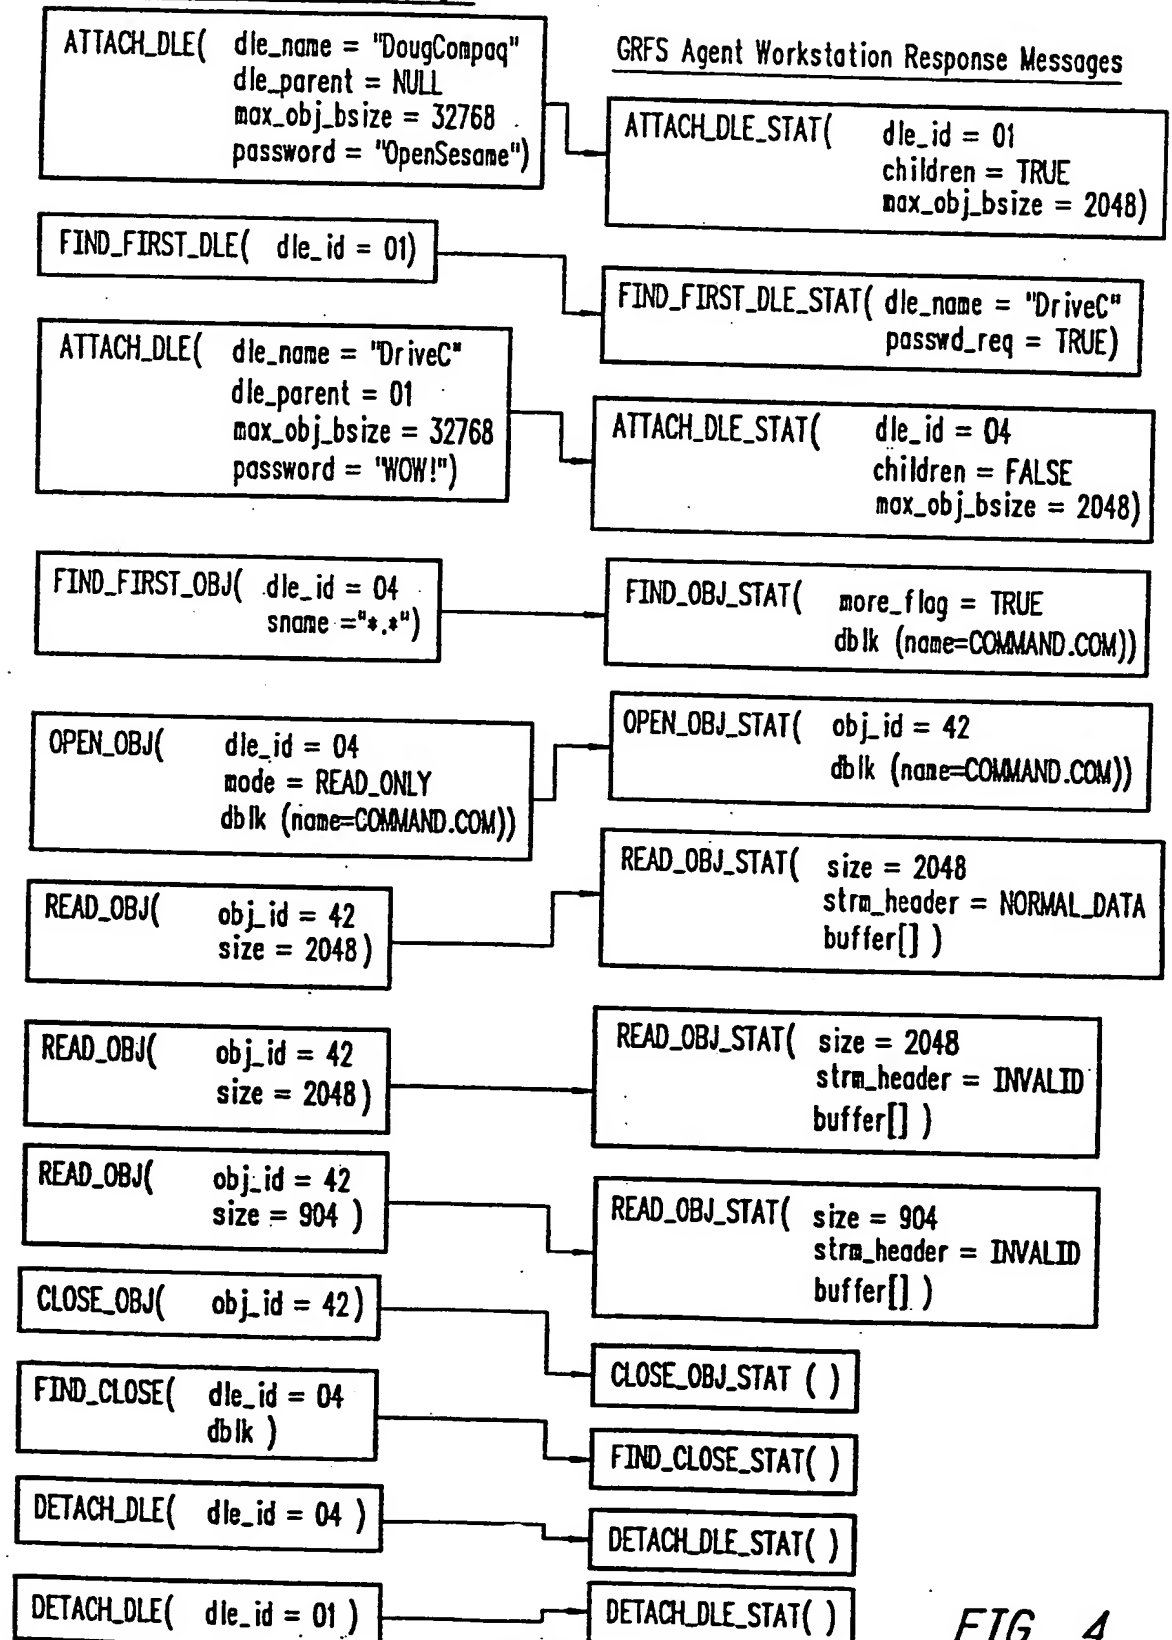 ATTACH_DLE( dle_name = "DougCompaq"
dle_parent = NULL
max_obj_bsize = 32768
password = "OpenSesame")
GRFS Agent Workstation Response Messages
ATTACH_DLE_STAT( dle_id = 01
children = TRUE
max_obj_bsize = 2048)
FIND_FIRST_DLE( dle_id = 01)
FIND_FIRST_DLE_STAT( dle_name = "DriveC"
passwd_req = TRUE)
ATTACH_DLE( dle_name = "DriveC"
dle_parent = 01
max_obj_bsize = 32768
password = "WOW!")
ATTACH_DLE_STAT( dle_id = 04
children = FALSE
max_obj_bsize = 2048)
FIND_FIRST_OBJ( dle_id = 04
sname ="*.*")
FIND_OBJ_STAT( more_flag = TRUE
dblk (name=COMMAND.COM))
OPEN_OBJ( dle_id = 04
mode = READ_ONLY
dblk (name=COMMAND.COM))
OPEN_OBJ_STAT( obj_id = 42
dblk (name=COMMAND.COM))
READ_OBJ( obj_id = 42
size = 2048)
READ_OBJ_STAT( size = 2048
strm_header = NORMAL_DATA
buffer[] )
READ_OBJ( obj_id = 42
size = 2048)
READ_OBJ_STAT( size = 2048
strm_header = INVALID
buffer[] )
READ_OBJ( obj_id = 42
size = 904 )
READ_OBJ_STAT( size = 904
strm_header = INVALID
buffer[] )
CLOSE_OBJ( obj_id = 42)
CLOSE_OBJ_STAT ( )
FIND_CLOSE( dle_id = 04
dblk )
FIND_CLOSE_STAT( )
DETACH_DLE( dle_id = 04 )
DETACH_DLE_STAT( )
DETACH_DLE( dle_id = 01 )
DETACH_DLE_STAT( )
FIG. 4